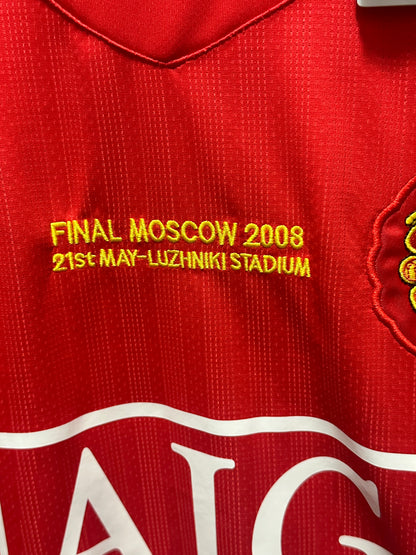 FINAL MOSCOW 2008
21st MAY-LUZHNIKI STADIUM
AIG